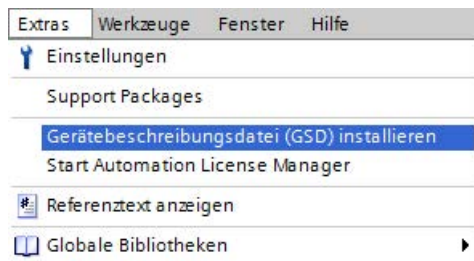 Extras Werkzeuge Fenster Hilfe
Einstellungen
Support Packages
Gerätebeschreibungsdatei (GSD) installieren
Start Automation License Manager
Referenztext anzeigen
Globale Bibliotheken